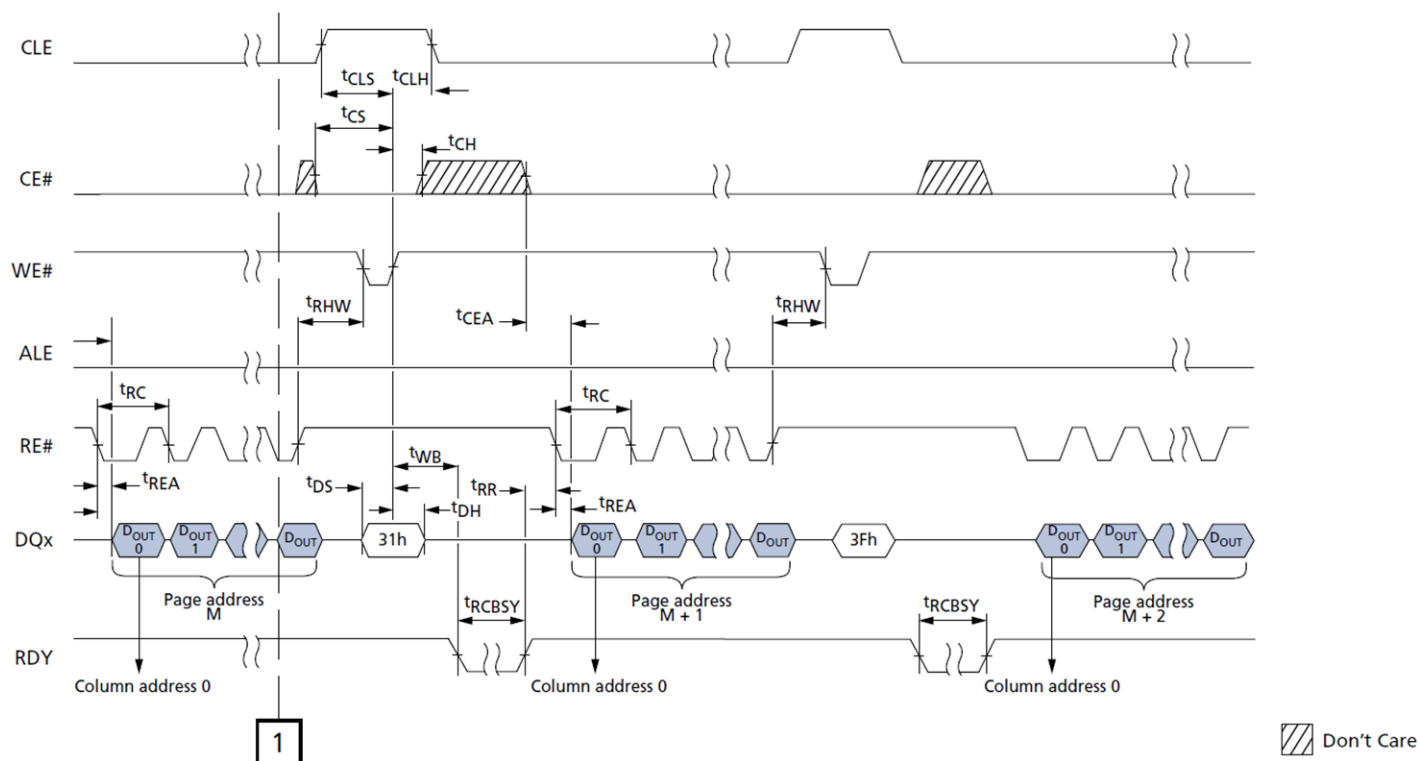 CLE
tCLS tCLH
tCS
tCH
CE#
WE#
tRHW
tCEA
tRHW
ALE
tRC
tRC
RE#
tWB
tREA
tDS
tRR
tDH
tREA
DQx
DOUT 0
DOUT 1
DOUT
31h
DOUT 0
DOUT 1
DOUT
3Fh
DOUT 0
DOUT 1
DOUT
Page address
M
Page address
M + 1
Page address
M + 2
tRCBSY
tRCBSY
RDY
Column address 0
Column address 0
Column address 0
1
Don't Care